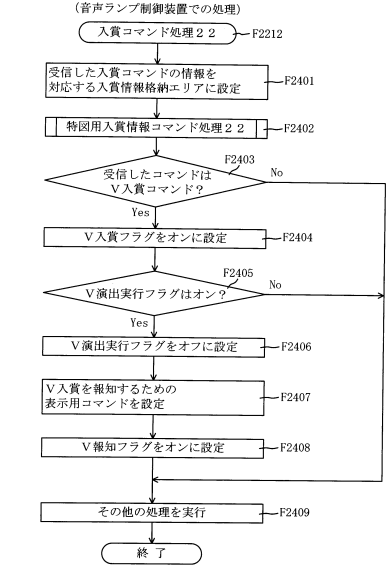 (音声ランプ制御装置での処理)
入賞コマンド処理22
F2212
受信した入賞コマンドの情報を
対応する入賞情報格納エリアに設定
F2401
特図用入賞情報コマンド処理22
F2402
F2403
受信したコマンドは
V入賞コマンド?
No
Yes
V入賞フラグをオンに設定
F2404
F2405
V演出実行フラグはオン?
No
Yes
V演出実行フラグをオフに設定
F2406
V入賞を報知するための
表示用コマンドを設定
F2407
V報知フラグをオンに設定
F2408
その他の処理を実行
F2409
終了